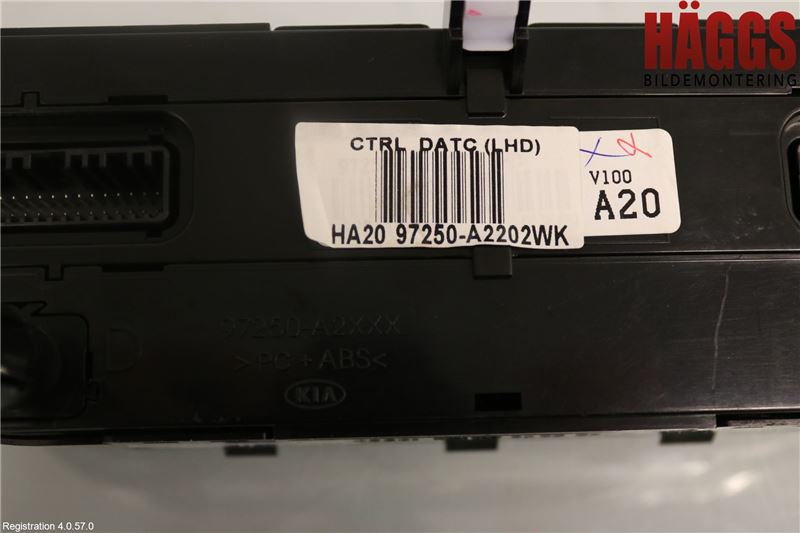 HÄGGS
BILDEMONTERING
CTRL DATC (LHD)
V100
A20
HA20 97250-A2202WK
97250-A2XXX
>PC+ABS<
KIA
Registration 4.0.57.0